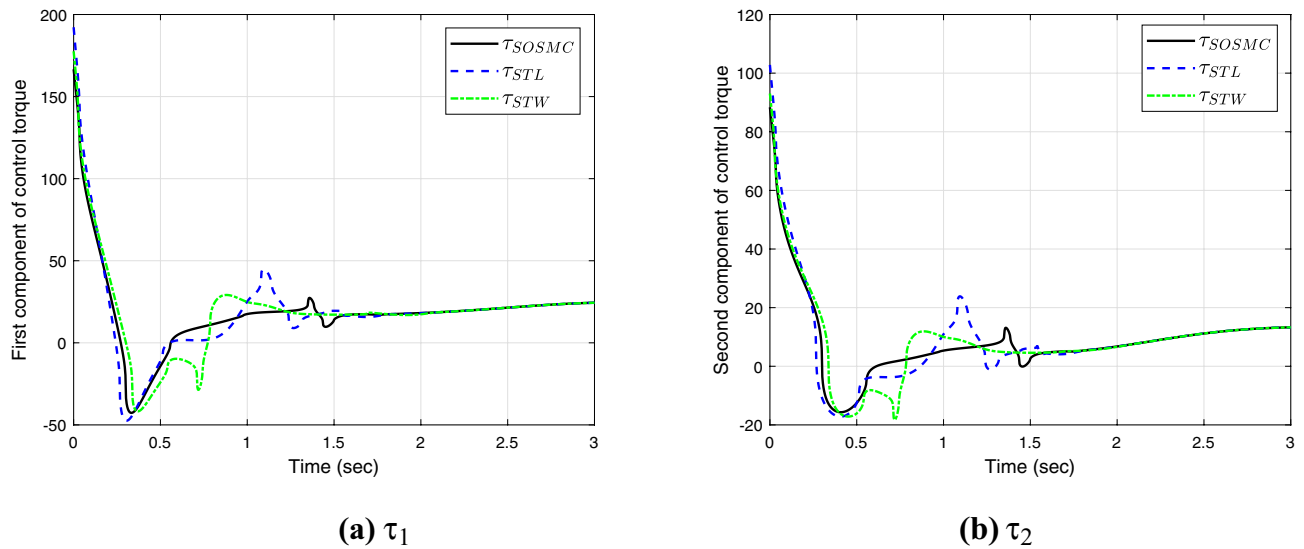 200
150
100
50
0
-50
First component of control torque
τSOSMC
τSTL
τSTW
0 0.5 1 1.5 2 2.5 3
Time (sec)
(a) τ1
120
100
80
60
40
20
0
-20
Second component of control torque
τSOSMC
τSTL
τSTW
0 0.5 1 1.5 2 2.5 3
Time (sec)
(b) τ2